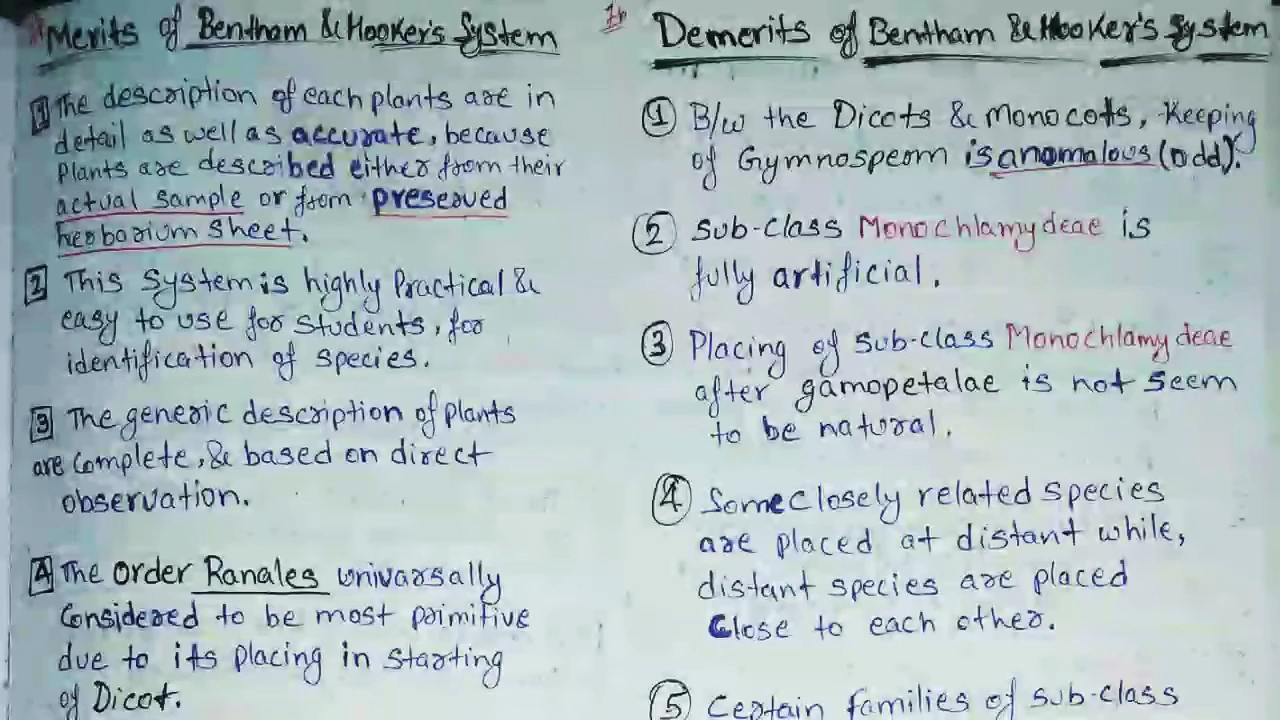 Merits of Bentham & Hooker's System
1 The description of each plants are in
detail as well as accurate, because
Plants are described either from their
actual sample or from preserved
herbarium sheet.
2 This System is highly Practical &
easy to use for students, for
identification of species.
3 The generic description of plants
are complete, & based on direct
observation.
4 The Order Ranales univarsally
Considered to be most primitive
due to its placing in starting
of Dicot.
Demerits of Bentham & Hooker's System
1 B/w the Dicots & Monocots, Keeping
of Gymnosperm is anomalous (odd).
2 Sub-class Monochlamydeae is
fully artificial.
3 Placing of sub-class Monochlamydeae
after gamopetalae is not seem
to be natural.
4 Some closely related species
are placed at distant while,
distant species are placed
Close to each other.
5 Certain families of sub-class